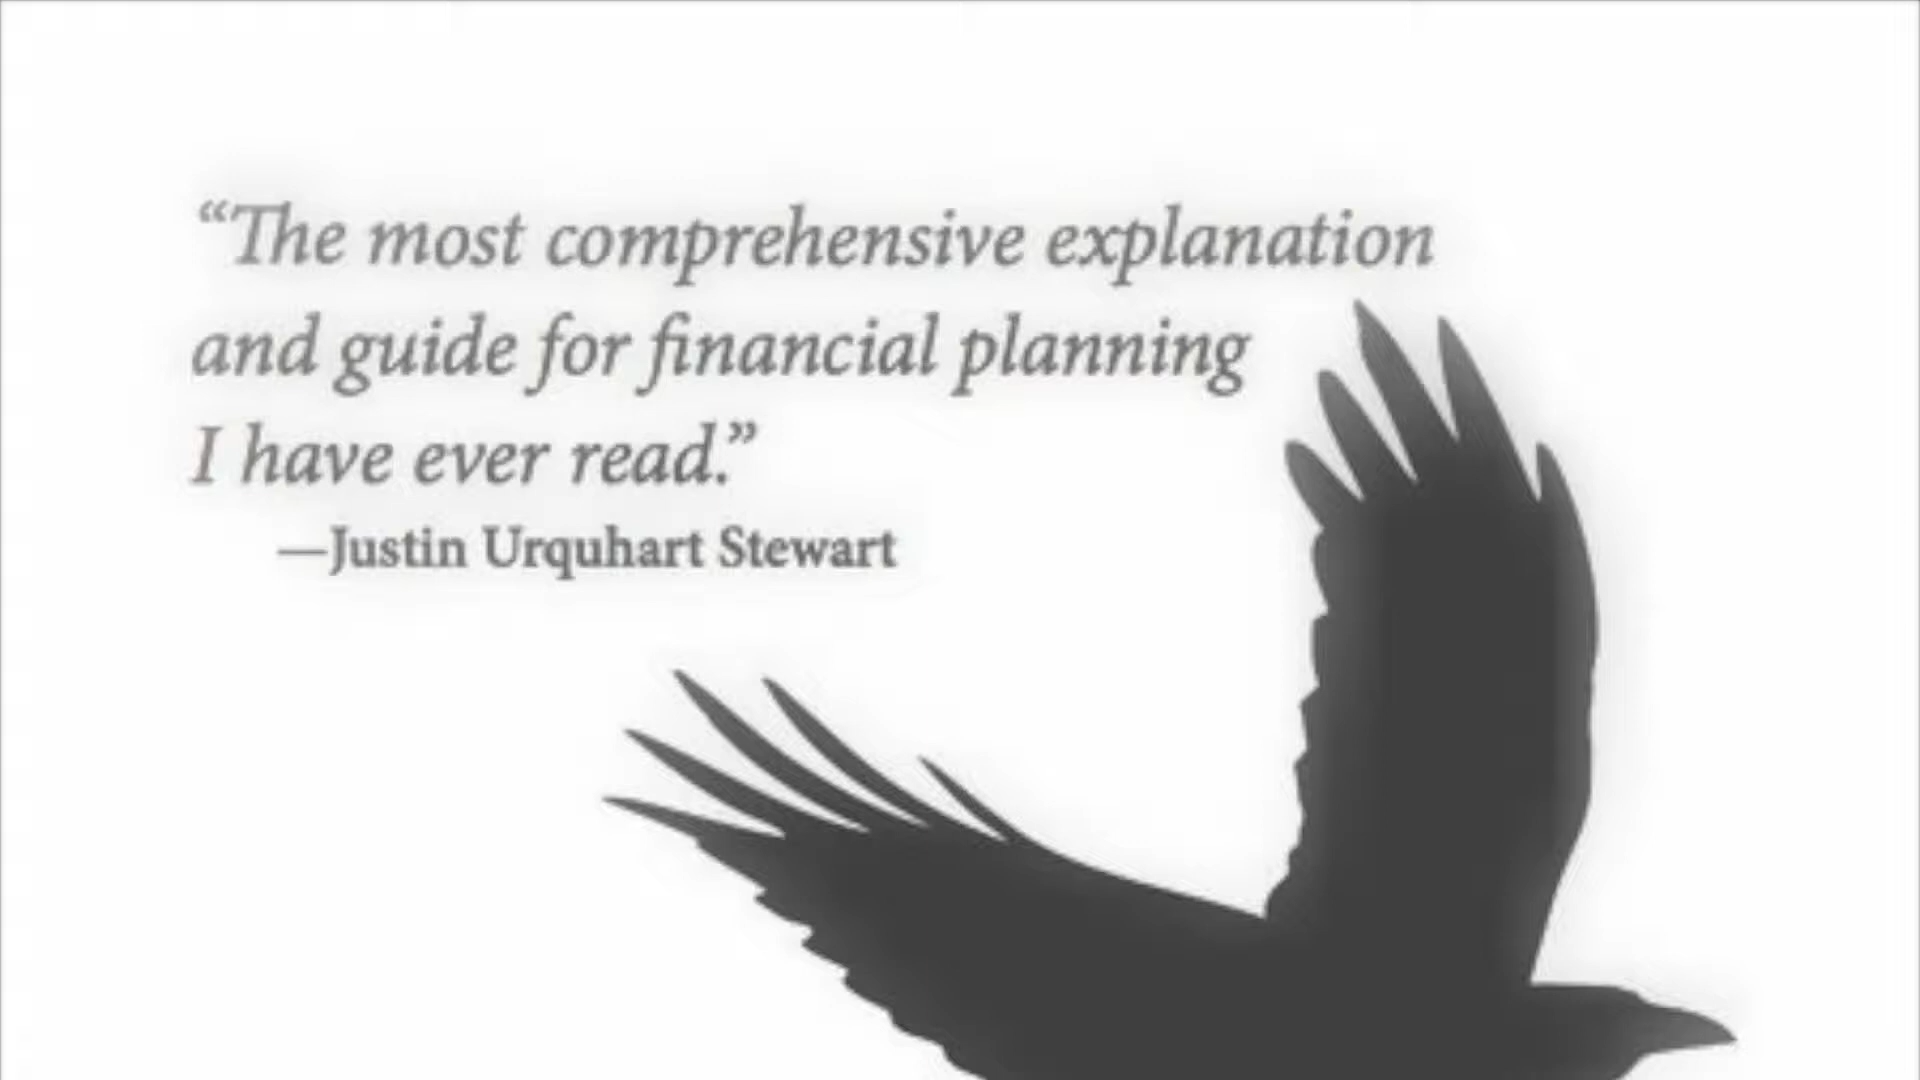 “The most comprehensive explanation
and guide for financial planning
I have ever read.”
—Justin Urquhart Stewart